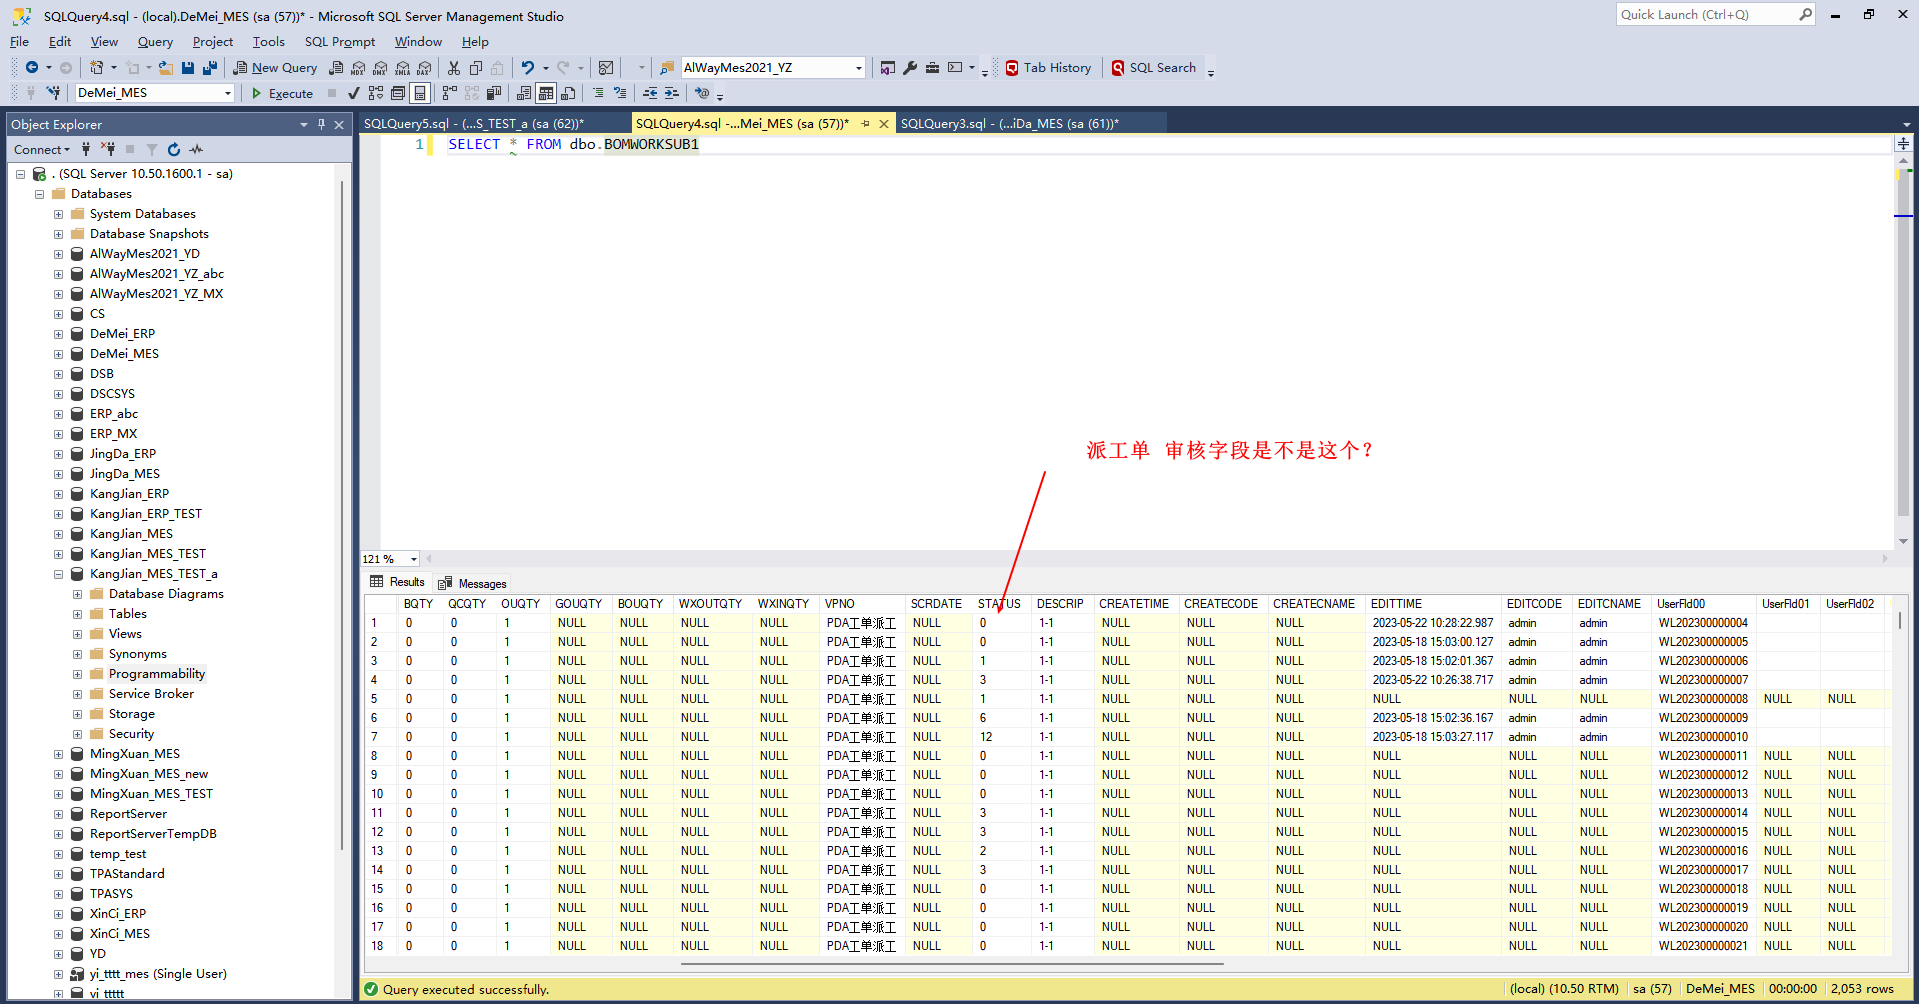 SQLQuery4.sql - (local).DeMei_MES (sa (57))* - Microsoft SQL Server Management Studio
Quick Launch (Ctrl+Q)
File Edit View Query Project Tools SQL Prompt Window Help
New Query MDX DMX XMLA DAX AlWayMes2021_YZ Tab History SQL Search
DeMei_MES Execute
Object Explorer
Connect
. (SQL Server 10.50.1600.1 - sa)
Databases
System Databases
Database Snapshots
AlWayMes2021_YD
AlWayMes2021_YZ_abc
AlWayMes2021_YZ_MX
CS
DeMei_ERP
DeMei_MES
DSB
DSCSYS
ERP_abc
ERP_MX
JingDa_ERP
JingDa_MES
KangJian_ERP
KangJian_ERP_TEST
KangJian_MES
KangJian_MES_TEST
KangJian_MES_TEST_a
Database Diagrams
Tables
Views
Synonyms
Programmability
Service Broker
Storage
Security
MingXuan_MES
MingXuan_MES_new
MingXuan_MES_TEST
ReportServer
ReportServerTempDB
temp_test
TPAStandard
TPASYS
XinCi_ERP
XinCi_MES
YD
yi_tttt_mes (Single User)
yi_ttttt
SQLQuery5.sql - (...S_TEST_a (sa (62))* SQLQuery4.sql -...Mei_MES (sa (57))* SQLQuery3.sql - (...iDa_MES (sa (61))*
1 SELECT * FROM dbo.BOMWORKSUB1
派工单 审核字段是不是这个？
121 %
Results Messages
BQTY QCQTY OUQTY GOUQTY BOUQTY WXOUTQTY WXINQTY VPNO SCRDATE STATUS DESCRIP CREATETIME CREATECODE CREATECNAME EDITTIME EDITCODE EDITCNAME UserFld00 UserFld01 UserFld02
1 0 0 1 NULL NULL NULL NULL PDA工单派工 NULL 0 1-1 NULL NULL NULL 2023-05-22 10:28:22.987 admin admin WL202300000004
2 0 0 1 NULL NULL NULL NULL PDA工单派工 NULL 0 1-1 NULL NULL NULL 2023-05-18 15:03:00.127 admin admin WL202300000005
3 0 0 1 NULL NULL NULL NULL PDA工单派工 NULL 1 1-1 NULL NULL NULL 2023-05-18 15:02:01.367 admin admin WL202300000006
4 0 0 1 NULL NULL NULL NULL PDA工单派工 NULL 3 1-1 NULL NULL NULL 2023-05-22 10:26:38.717 admin admin WL202300000007
5 0 0 1 NULL NULL NULL NULL PDA工单派工 NULL 1 1-1 NULL NULL NULL NULL NULL NULL WL202300000008 NULL NULL
6 0 0 1 NULL NULL NULL NULL PDA工单派工 NULL 6 1-1 NULL NULL NULL 2023-05-18 15:02:36.167 admin admin WL202300000009
7 0 0 1 NULL NULL NULL NULL PDA工单派工 NULL 12 1-1 NULL NULL NULL 2023-05-18 15:03:27.117 admin admin WL202300000010
8 0 0 1 NULL NULL NULL NULL PDA工单派工 NULL 0 1-1 NULL NULL NULL NULL NULL NULL WL202300000011 NULL NULL
9 0 0 1 NULL NULL NULL NULL PDA工单派工 NULL 0 1-1 NULL NULL NULL NULL NULL NULL WL202300000012 NULL NULL
10 0 0 1 NULL NULL NULL NULL PDA工单派工 NULL 0 1-1 NULL NULL NULL NULL NULL NULL WL202300000013 NULL NULL
11 0 0 1 NULL NULL NULL NULL PDA工单派工 NULL 3 1-1 NULL NULL NULL NULL NULL NULL WL202300000014 NULL NULL
12 0 0 1 NULL NULL NULL NULL PDA工单派工 NULL 3 1-1 NULL NULL NULL NULL NULL NULL WL202300000015 NULL NULL
13 0 0 1 NULL NULL NULL NULL PDA工单派工 NULL 2 1-1 NULL NULL NULL NULL NULL NULL WL202300000016 NULL NULL
14 0 0 1 NULL NULL NULL NULL PDA工单派工 NULL 3 1-1 NULL NULL NULL NULL NULL NULL WL202300000017 NULL NULL
15 0 0 1 NULL NULL NULL NULL PDA工单派工 NULL 0 1-1 NULL NULL NULL NULL NULL NULL WL202300000018 NULL NULL
16 0 0 1 NULL NULL NULL NULL PDA工单派工 NULL 0 1-1 NULL NULL NULL NULL NULL NULL WL202300000019 NULL NULL
17 0 0 1 NULL NULL NULL NULL PDA工单派工 NULL 0 1-1 NULL NULL NULL NULL NULL NULL WL202300000020 NULL NULL
18 0 0 1 NULL NULL NULL NULL PDA工单派工 NULL 0 1-1 NULL NULL NULL NULL NULL NULL WL202300000021 NULL NULL
Query executed successfully. (local) (10.50 RTM) sa (57) DeMei_MES 00:00:00 2,053 rows